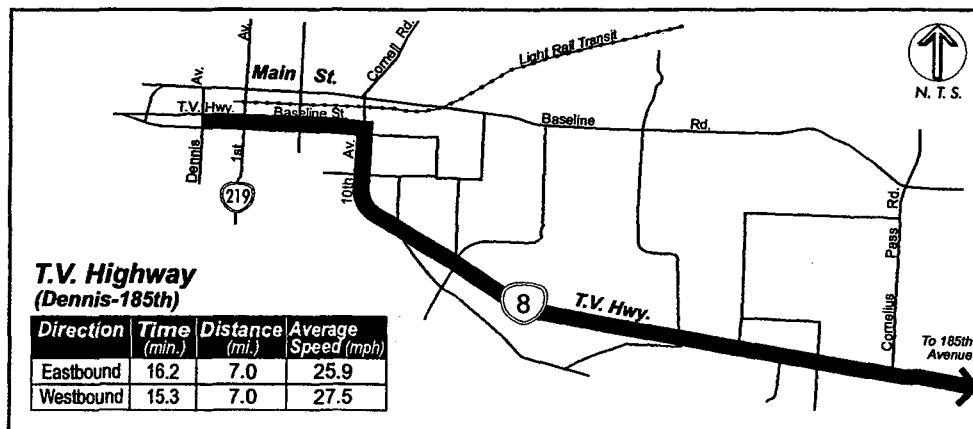 Av.
Av.
Main St.
Cornell Rd.
Light Rail Transit
N. T. S.
T.V. Hwy.
Baseline St.
Baseline Rd.
Dennis
1st
10th Av.
219
Cornelius Pass Rd.
8
T.V. Hwy.
To 185th
Avenue
T.V. Highway
(Dennis-185th)
Direction Time (min.) Distance (mi.) Average Speed (mph)
Eastbound 16.2 7.0 25.9
Westbound 15.3 7.0 27.5